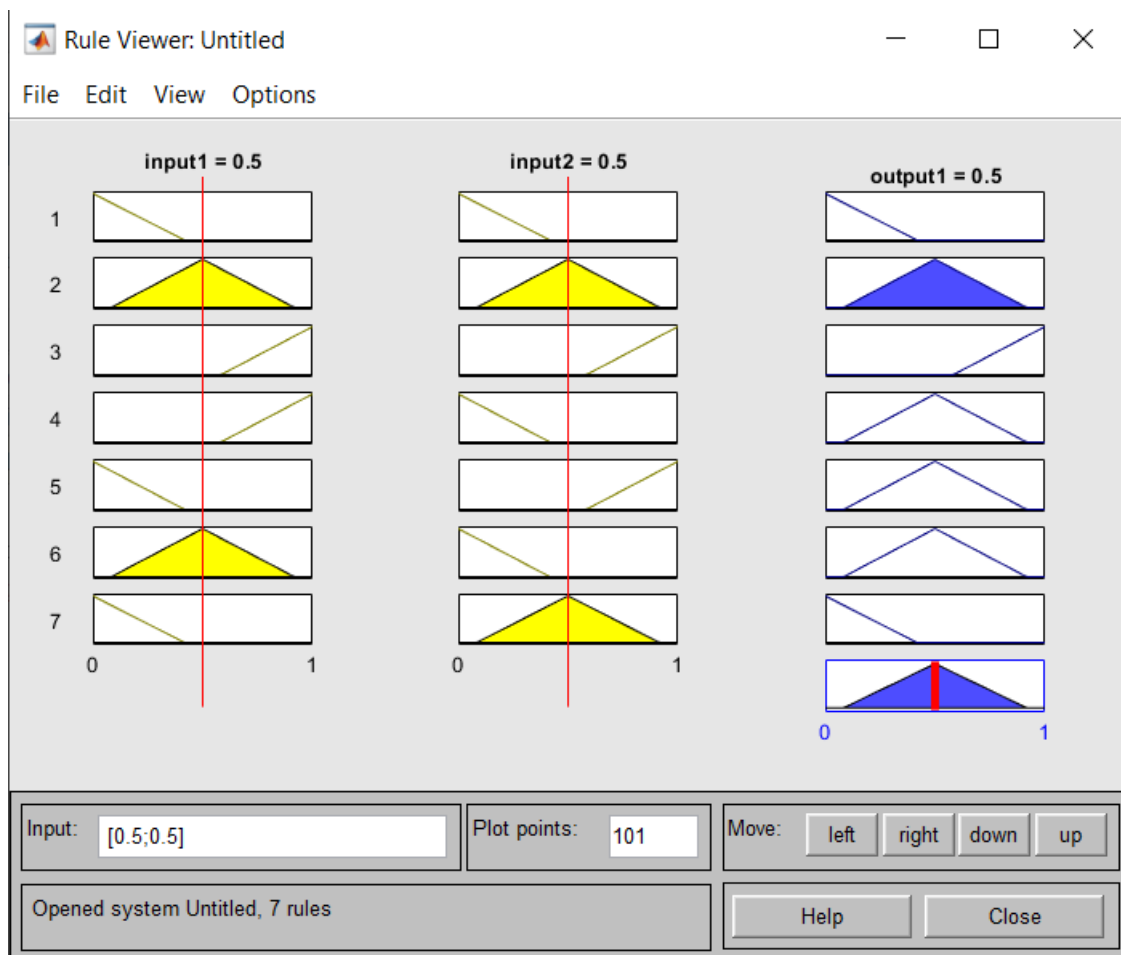 Rule Viewer: Untitled
File Edit View Options
input1 = 0.5 input2 = 0.5 output1 = 0.5
1
2
3
4
5
6
7
0 1 0 1
0 1
Input: [0.5;0.5] Plot points: 101 Move: left right down up
Opened system Untitled, 7 rules Help Close